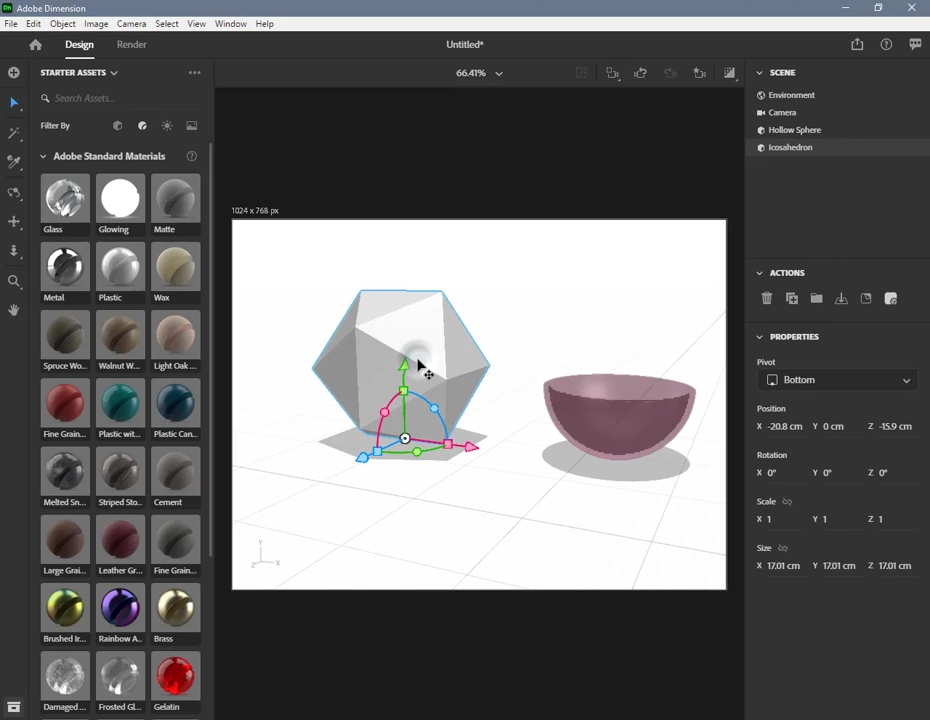 Dn Adobe Dimension
File Edit Object Image Camera Select View Window Help
Design Render Untitled*
STARTER ASSETS
66.41%
Search Assets...
Filter By
Adobe Standard Materials
Glass Glowing Matte
Metal Plastic Wax
Spruce Wo... Walnut W... Light Oak ...
Fine Grain... Plastic wit... Plastic Can...
Melted Sn... Striped Sto... Cement
Large Grai... Leather Gr... Fine Grain...
Brushed Ir... Rainbow A... Brass
Damaged ... Frosted Gl... Gelatin
1024 x 768 px
Y
Z X
SCENE
Environment
Camera
Hollow Sphere
Icosahedron
ACTIONS
PROPERTIES
Pivot
Bottom
Position
X -20.8 cm Y 0 cm Z -15.9 cm
Rotation
X 0° Y 0° Z 0°
Scale
X 1 Y 1 Z 1
Size
X 17.01 cm Y 17.01 cm Z 17.01 cm